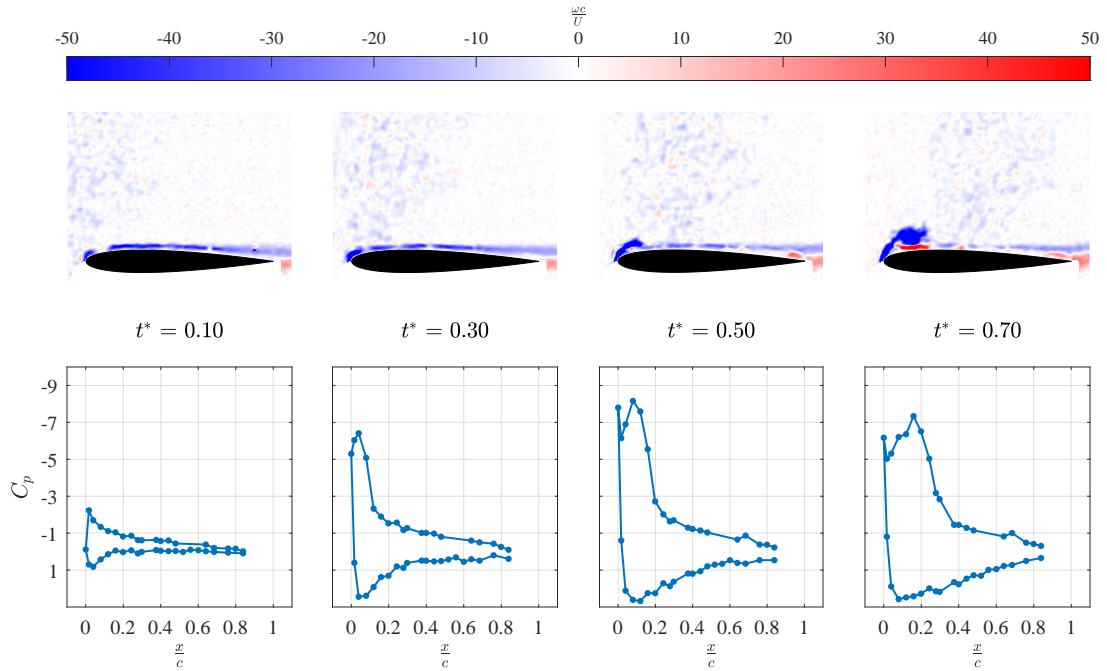 ωc
U
-50 -40 -30 -20 -10 0 10 20 30 40 50
t* = 0.10 t* = 0.30 t* = 0.50 t* = 0.70
-9
-7
-5
-3
-1
1
C_p
0 0.2 0.4 0.6 0.8 1 0 0.2 0.4 0.6 0.8 1 0 0.2 0.4 0.6 0.8 1 0 0.2 0.4 0.6 0.8 1
x x x x
c c c c